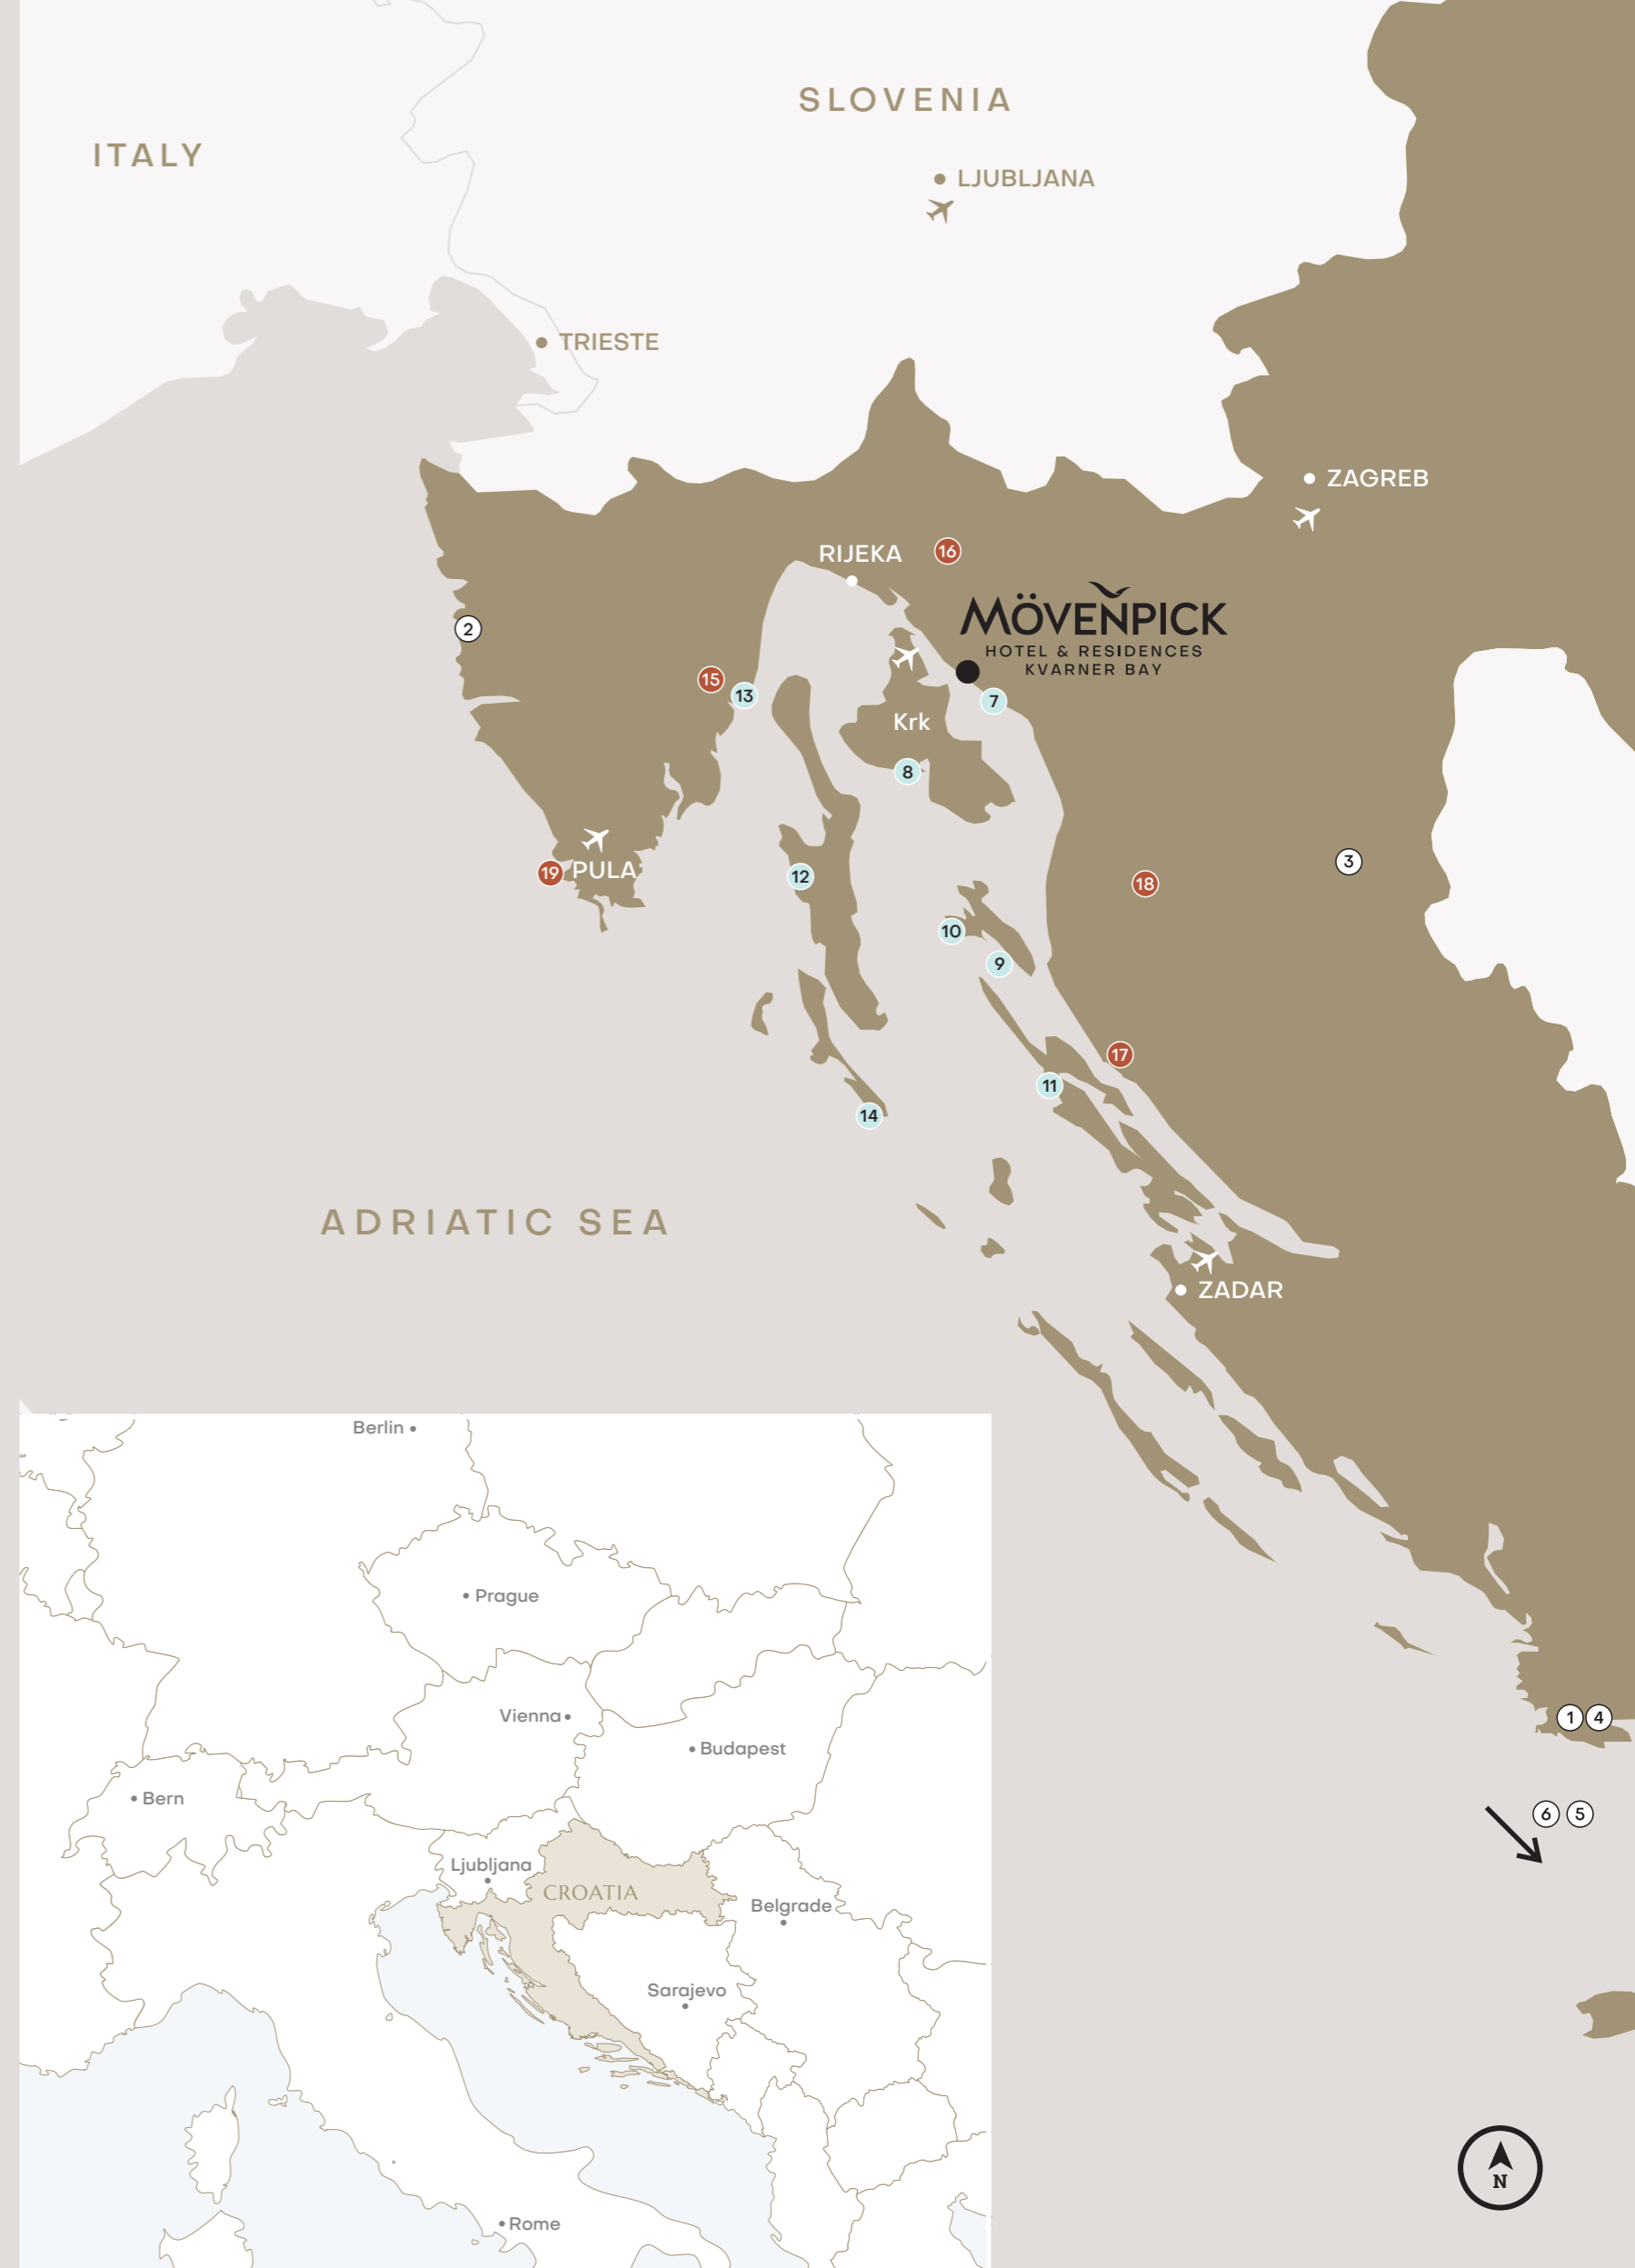 SLOVENIA
ITALY
LJUBLJANA
TRIESTE
ZAGREB
RIJEKA
16
MÖVENPICK
HOTEL & RESIDENCES
KVARNER BAY
2
15
13
7
Krk
8
PULA
19
12
3
18
10
9
17
11
14
ADRIATIC SEA
ZADAR
Berlin
Prague
Vienna
Budapest
Bern
Ljubljana
CROATIA
Belgrade
Sarajevo
Rome
1
4
6
5
N